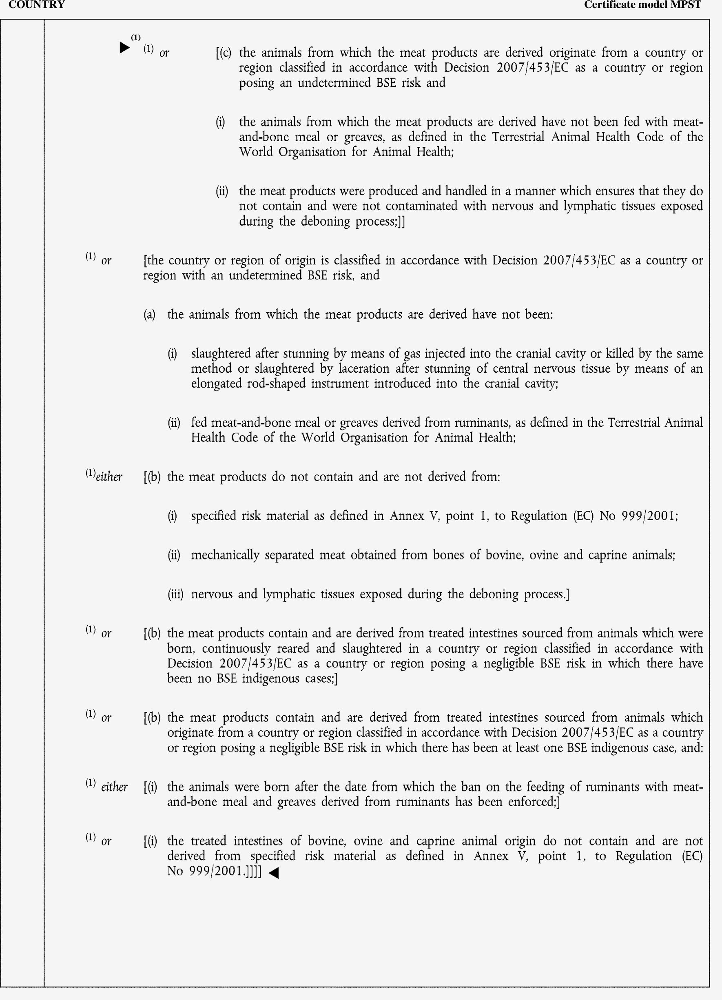 COUNTRY Certificate model MPST
▶ (1) (1) or [(c) the animals from which the meat products are derived originate from a country or
region classified in accordance with Decision 2007/453/EC as a country or region
posing an undetermined BSE risk and
(i) the animals from which the meat products are derived have not been fed with meat-
and-bone meal or greaves, as defined in the Terrestrial Animal Health Code of the
World Organisation for Animal Health;
(ii) the meat products were produced and handled in a manner which ensures that they do
not contain and were not contaminated with nervous and lymphatic tissues exposed
during the deboning process;]]
(1) or [the country or region of origin is classified in accordance with Decision 2007/453/EC as a country or
region with an undetermined BSE risk, and
(a) the animals from which the meat products are derived have not been:
(i) slaughtered after stunning by means of gas injected into the cranial cavity or killed by the same
method or slaughtered by laceration after stunning of central nervous tissue by means of an
elongated rod-shaped instrument introduced into the cranial cavity;
(ii) fed meat-and-bone meal or greaves derived from ruminants, as defined in the Terrestrial Animal
Health Code of the World Organisation for Animal Health;
(1)either [(b) the meat products do not contain and are not derived from:
(i) specified risk material as defined in Annex V, point 1, to Regulation (EC) No 999/2001;
(ii) mechanically separated meat obtained from bones of bovine, ovine and caprine animals;
(iii) nervous and lymphatic tissues exposed during the deboning process.]
(1) or [(b) the meat products contain and are derived from treated intestines sourced from animals which were
born, continuously reared and slaughtered in a country or region classified in accordance with
Decision 2007/453/EC as a country or region posing a negligible BSE risk in which there have
been no BSE indigenous cases;]
(1) or [(b) the meat products contain and are derived from treated intestines sourced from animals which
originate from a country or region classified in accordance with Decision 2007/453/EC as a country
or region posing a negligible BSE risk in which there has been at least one BSE indigenous case, and:
(1) either [(i) the animals were born after the date from which the ban on the feeding of ruminants with meat-
and-bone meal and greaves derived from ruminants has been enforced;]
(1) or [(i) the treated intestines of bovine, ovine and caprine animal origin do not contain and are not
derived from specified risk material as defined in Annex V, point 1, to Regulation (EC)
No 999/2001.]]]] ◀